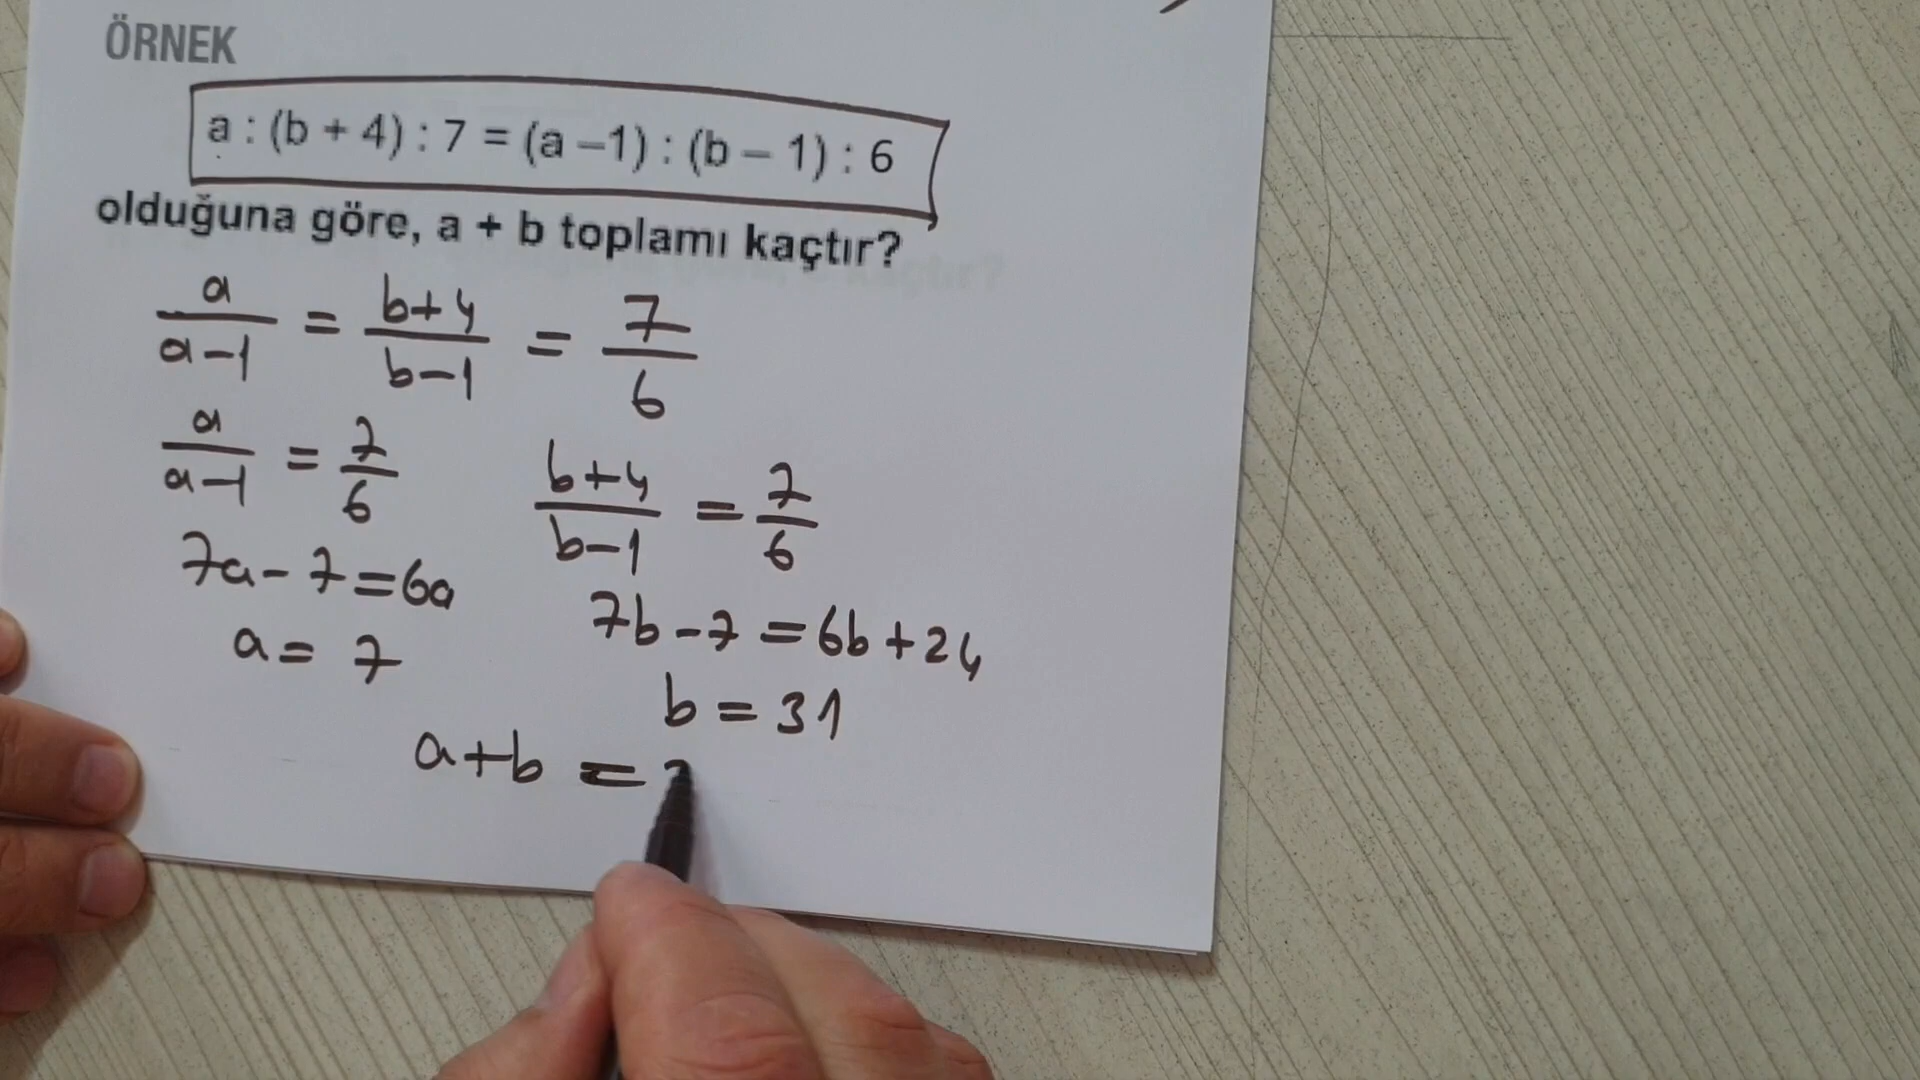 ÖRNEK
a : (b + 4) : 7 = (a –1) : (b – 1) : 6
olduğuna göre, a + b toplamı kaçtır?
a/a-1 = b+4/b-1 = 7/6
a/a-1 = 7/6
b+4/b-1 = 7/6
7a-7=6a
7b-7=6b+24
a= 7
b = 31
a+b =